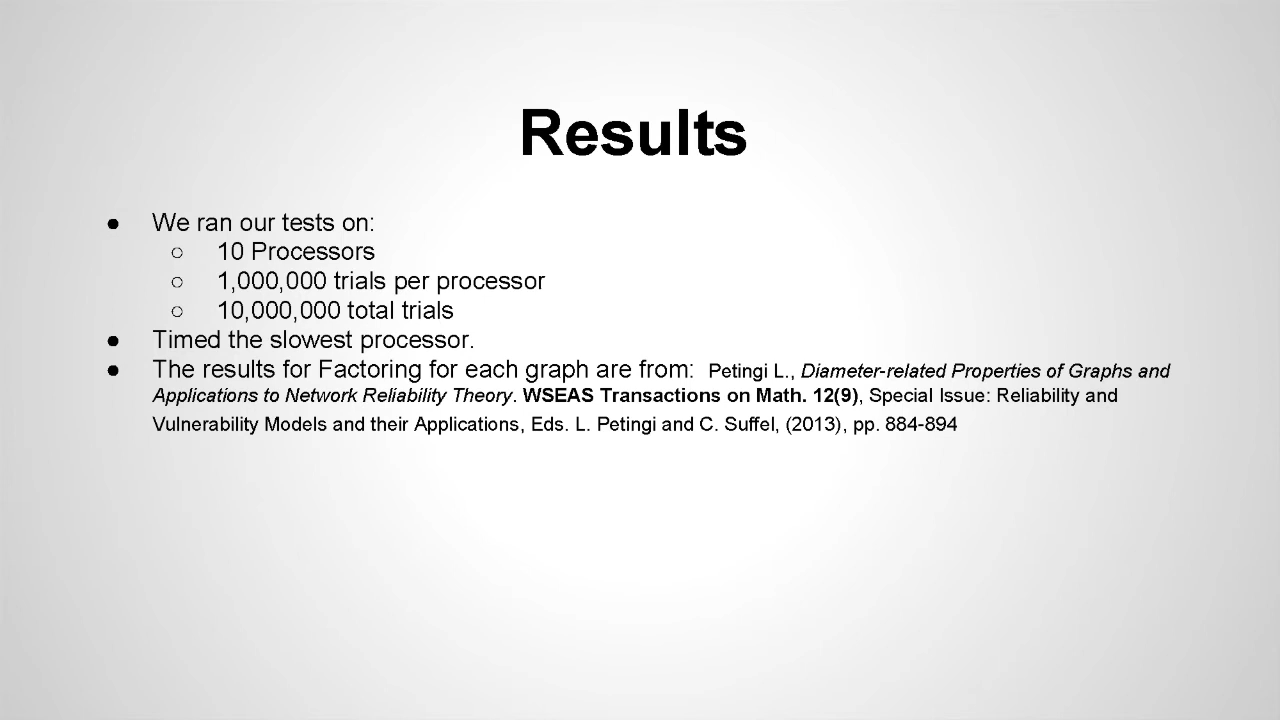 Results
● We ran our tests on:
○ 10 Processors
○ 1,000,000 trials per processor
○ 10,000,000 total trials
● Timed the slowest processor.
● The results for Factoring for each graph are from: Petingi L., Diameter-related Properties of Graphs and
Applications to Network Reliability Theory. WSEAS Transactions on Math. 12(9), Special Issue: Reliability and
Vulnerability Models and their Applications, Eds. L. Petingi and C. Suffel, (2013), pp. 884-894